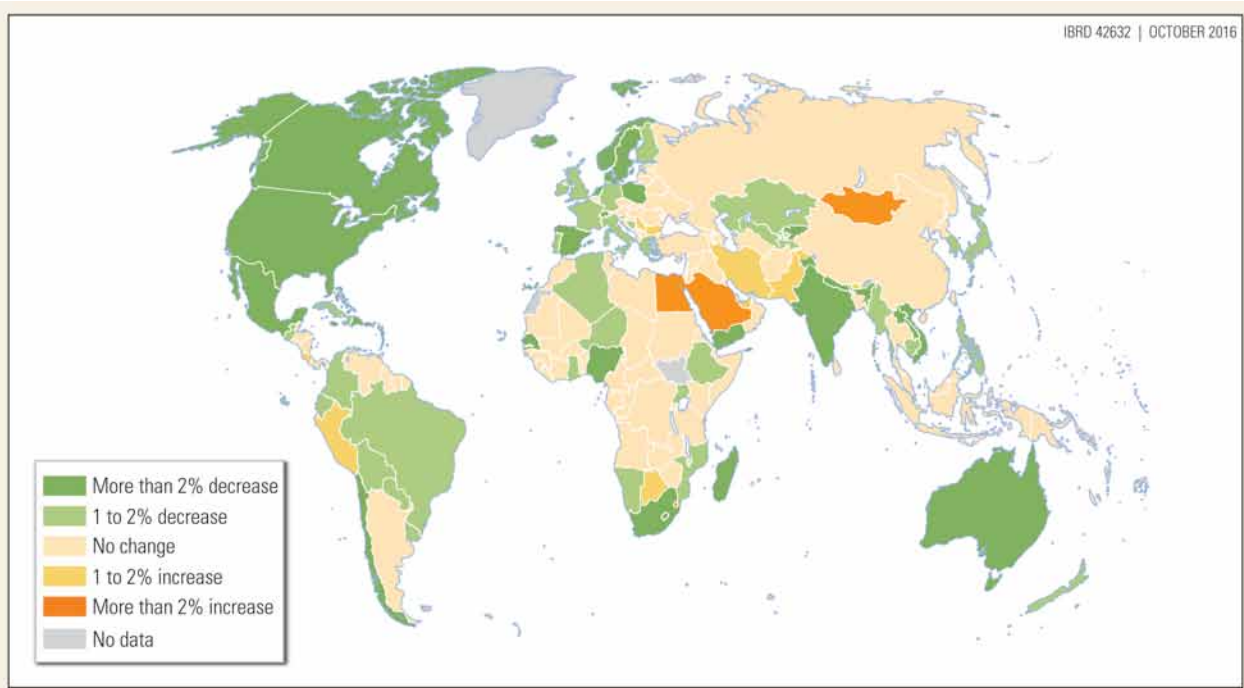 IBRD 42632 | OCTOBER 2016
More than 2% decrease
1 to 2% decrease
No change
1 to 2% increase
More than 2% increase
No data